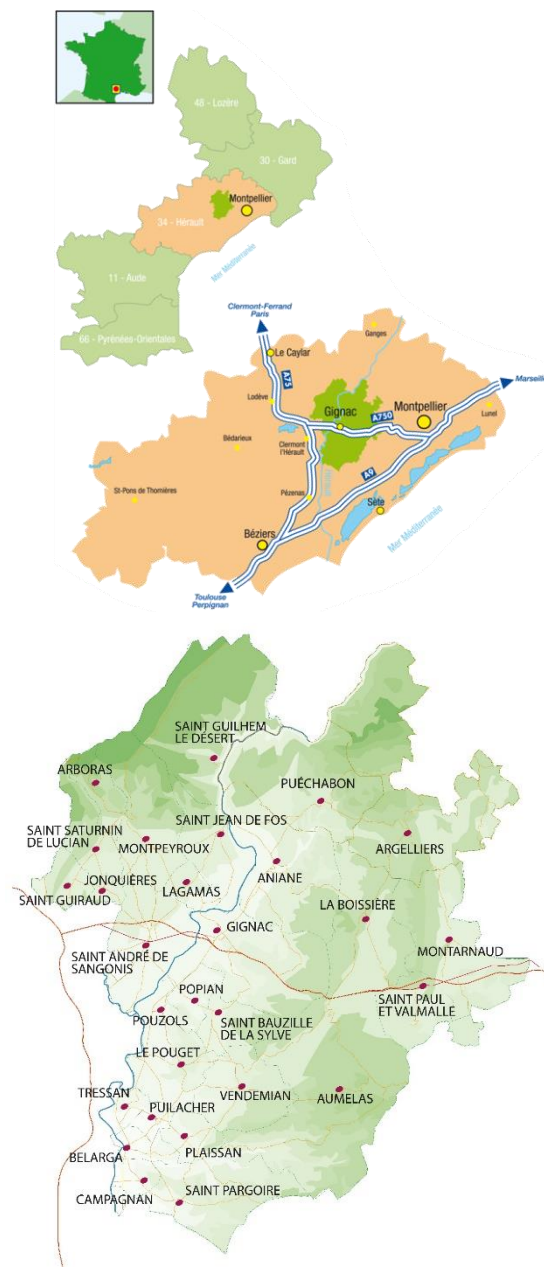 48 - Lozère
30 - Gard
Montpellier
34 - Hérault
11 - Aude
Mer Méditerranée
66 - Pyrénées-Orientales
Clermont-Ferrand
Paris
Ganges
Le Caylar
Marseille
A75
Lodève
Gignac
A750
Montpellier
Lunel
Bédarieux
Clermont
l'Hérault
A9
St-Pons de Thomières
Pézenas
Hérault
Sète
Béziers
Mer Méditerranée
Toulouse
Perpignan
SAINT GUILHEM
LE DÉSERT
ARBORAS
PUÉCHABON
SAINT JEAN DE FOS
SAINT SATURNIN
DE LUCIAN
MONTPEYROUX
ARGELLIERS
ANIANE
JONQUIÈRES
LAGAMAS
SAINT GUIRAUD
LA BOISSIÈRE
GIGNAC
MONTARNAUD
SAINT ANDRÉ DE
SANGONIS
POPIAN
SAINT PAUL
ET VALMALLE
POUZOLS
SAINT BAUZILLE
DE LA SYLVE
LE POUGET
VENDEMIAN
AUMELAS
TRESSAN
PUILACHER
PLAISSAN
BELARGA
CAMPAGNAN
SAINT PARGOIRE